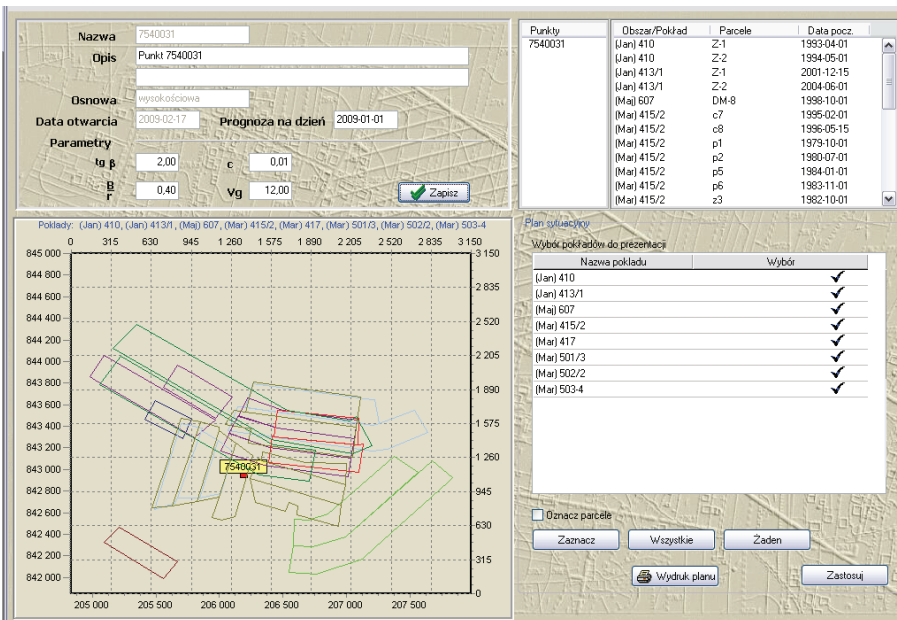 Nazwa 7540031
Opis Punkt 7540031
Osnowa wysokościowa
Data otwarcia 2009-02-17 Prognoza na dzień 2009-01-01
Parametry
tg β 2,00 c 0,01
B/r 0,40 Vg 12,00 Zapisz
Punkty
7540031
Obszar/Pokład Parcele Data pocz.
(Jan) 410 Z-1 1993-04-01
(Jan) 410 Z-2 1994-05-01
(Jan) 413/1 Z-1 2001-12-15
(Jan) 413/1 Z-2 2004-06-01
(Maj) 607 DM-8 1998-10-01
(Mar) 415/2 c7 1995-02-01
(Mar) 415/2 c8 1996-05-15
(Mar) 415/2 p1 1979-10-01
(Mar) 415/2 p2 1980-07-01
(Mar) 415/2 p5 1984-01-01
(Mar) 415/2 p6 1983-11-01
(Mar) 415/2 z3 1982-10-01
Pokłady: (Jan) 410, (Jan) 413/1, (Maj) 607, (Mar) 415/2, (Mar) 417, (Mar) 501/3, (Mar) 502/2, (Mar) 503-4
0 315 630 945 1 260 1 575 1 890 2 205 2 520 2 835 3 150
845 000 3 150
844 800 2 835
844 600
844 400 2 520
844 200
844 000 2 205
843 800 1 890
843 600
843 400 1 575
843 200 1 260
843 000
7540031
842 800 945
842 600 630
842 400
842 200 315
842 000
0
205 000 205 500 206 000 206 500 207 000 207 500
Plan sytuacyjny
Wybór pokładów do prezentacji
Nazwa pokładu Wybór
(Jan) 410
(Jan) 413/1
(Maj) 607
(Mar) 415/2
(Mar) 417
(Mar) 501/3
(Mar) 502/2
(Mar) 503-4
Oznacz parcele
Zaznacz Wszystkie Żaden
Wydruk planu Zastosuj